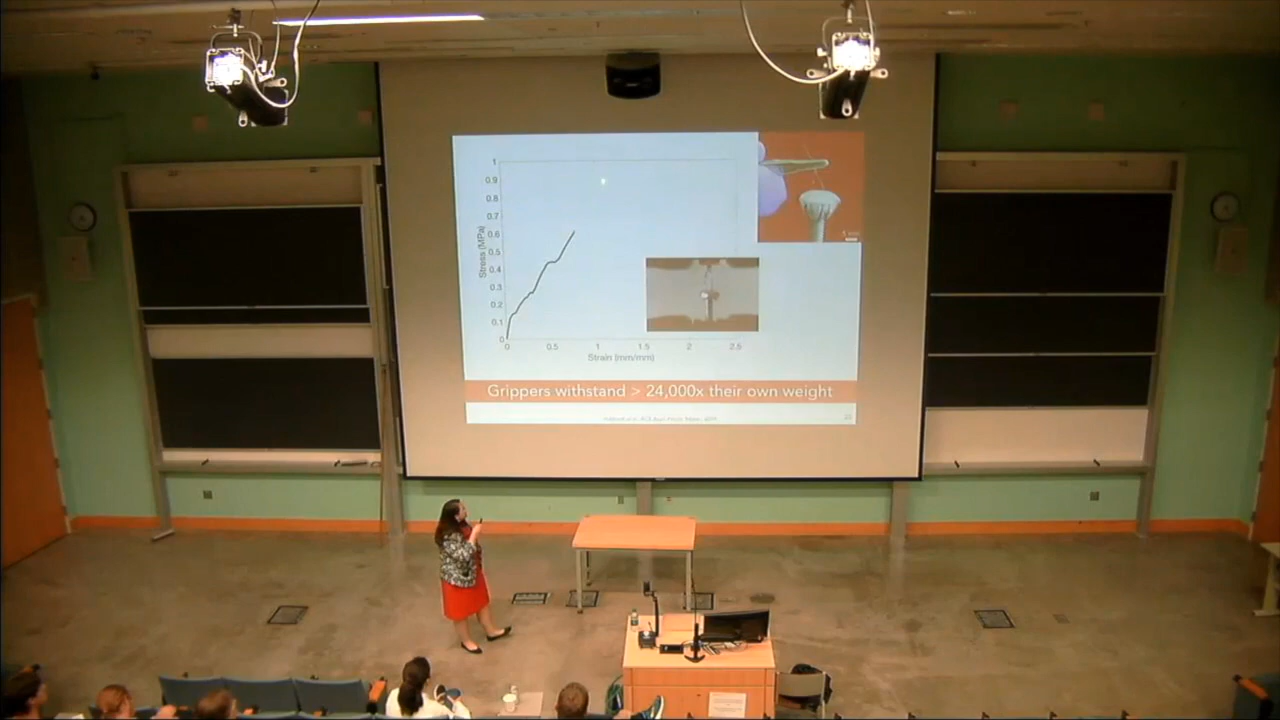 1
0.9
0.8
0.7
0.6
0.5
0.4
0.3
0.2
0.1
0
Stress (MPa)
0 0.5 1 1.5 2 2.5
Strain (mm/mm)
Grippers withstand > 24,000x their own weight